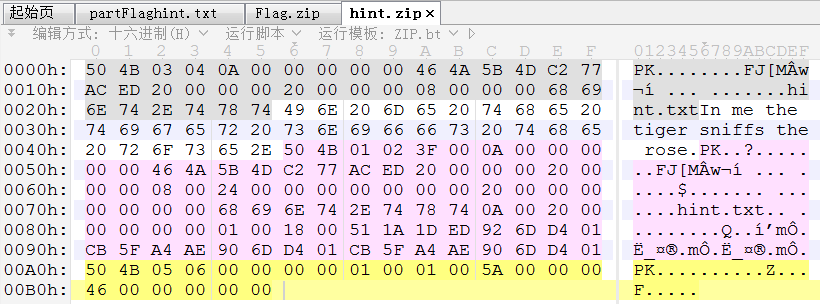 起始页 partFlaghint.txt Flag.zip hint.zip ×
编辑方式: 十六进制(H) 运行脚本 运行模板: ZIP.bt
0 1 2 3 4 5 6 7 8 9 A B C D E F 0123456789ABCDEF
0000h: 50 4B 03 04 0A 00 00 00 00 00 46 4A 5B 4D C2 77 PK........FJ[MÂw
0010h: AC ED 20 00 00 00 20 00 00 00 08 00 00 00 68 69 ¬í ... .......hi
0020h: 6E 74 2E 74 78 74 49 6E 20 6D 65 20 74 68 65 20 nt.txtIn me the
0030h: 74 69 67 65 72 20 73 6E 69 66 66 73 20 74 68 65 tiger sniffs the
0040h: 20 72 6F 73 65 2E 50 4B 01 02 3F 00 0A 00 00 00 rose.PK..?.....
0050h: 00 00 46 4A 5B 4D C2 77 AC ED 20 00 00 00 20 00 ..FJ[MÂw¬í ... .
0060h: 00 00 08 00 24 00 00 00 00 00 00 00 20 00 00 00 ....$....... ...
0070h: 00 00 00 00 68 69 6E 74 2E 74 78 74 0A 00 20 00 ....hint.txt.. .
0080h: 00 00 00 00 01 00 18 00 51 1A 1D ED 92 6D D4 01 ........Q..í’mÔ.
0090h: CB 5F A4 AE 90 6D D4 01 CB 5F A4 AE 90 6D D4 01 Ë_¤®.mÔ.Ë_¤®.mÔ.
00A0h: 50 4B 05 06 00 00 00 00 01 00 01 00 5A 00 00 00 PK..........Z...
00B0h: 46 00 00 00 00 00 F.....